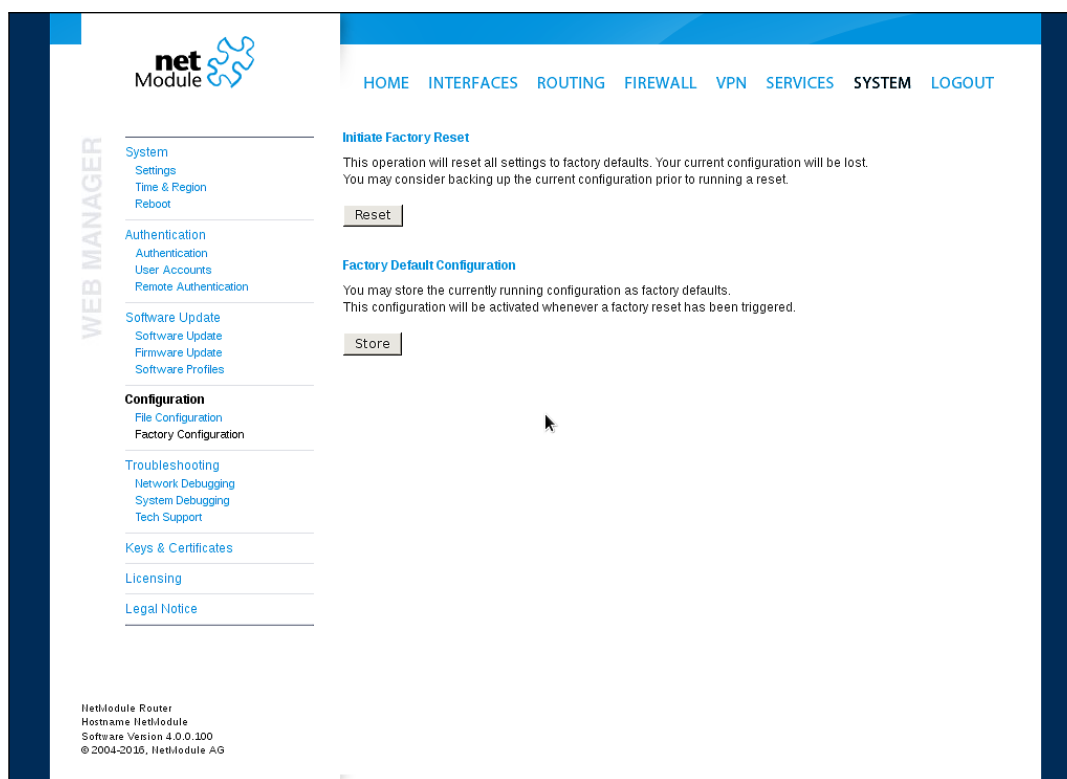 net
Module
HOME INTERFACES ROUTING FIREWALL VPN SERVICES SYSTEM LOGOUT
WEB MANAGER
System
Settings
Time & Region
Reboot
Authentication
Authentication
User Accounts
Remote Authentication
Software Update
Software Update
Firmware Update
Software Profiles
Configuration
File Configuration
Factory Configuration
Troubleshooting
Network Debugging
System Debugging
Tech Support
Keys & Certificates
Licensing
Legal Notice
Initiate Factory Reset
This operation will reset all settings to factory defaults. Your current configuration will be lost.
You may consider backing up the current configuration prior to running a reset.
Reset
Factory Default Configuration
You may store the currently running configuration as factory defaults.
This configuration will be activated whenever a factory reset has been triggered.
Store
NetModule Router
Hostname NetModule
Software Version 4.0.0.100
© 2004-2016, NetModule AG